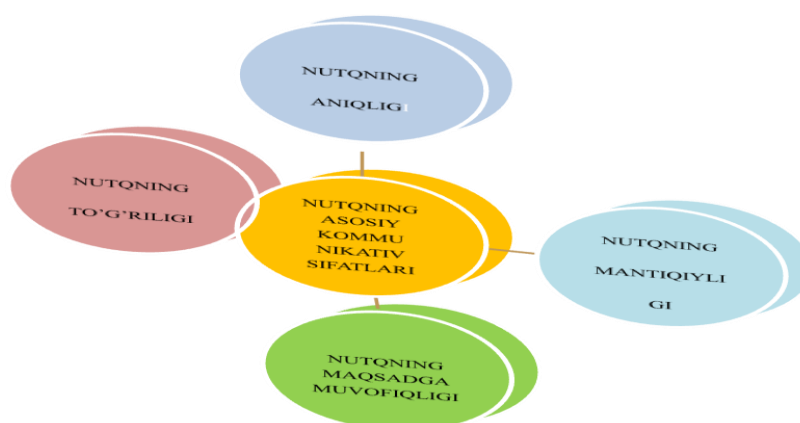 NUTQNING
ANIQLIGI
NUTQNING
TO'G'RILIGI
NUTQNING
ASOSIY
KOMMU
NIKATIV
SIFATLARI
NUTQNING
MANTIQIYLI
GI
NUTQNING
MAQSADGA
MUVOFIQLIGI